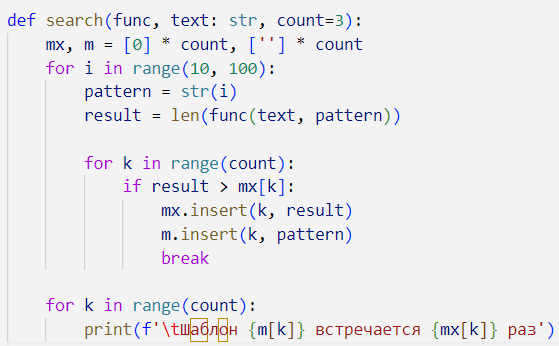 def search(func, text: str, count=3):
    mx, m = [0] * count, [''] * count
    for i in range(10, 100):
        pattern = str(i)
        result = len(func(text, pattern))

        for k in range(count):
            if result > mx[k]:
                mx.insert(k, result)
                m.insert(k, pattern)
                break

    for k in range(count):
        print(f'\tШаблон {m[k]} встречается {mx[k]} раз')